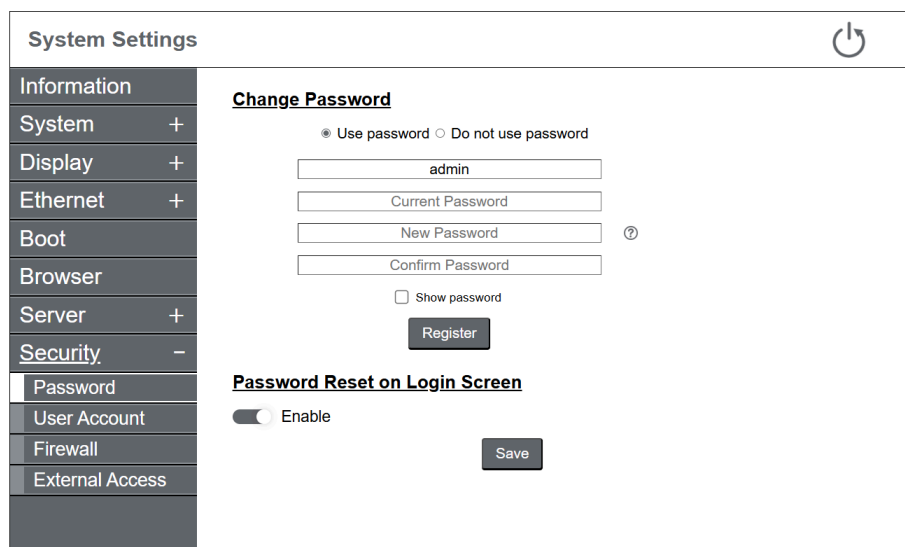 System Settings
Information
System +
Display +
Ethernet +
Boot
Browser
Server +
Security −
Password
User Account
Firewall
External Access
Change Password
Use password Do not use password
admin
Current Password
New Password ?
Confirm Password
Show password
Register
Password Reset on Login Screen
Enable
Save